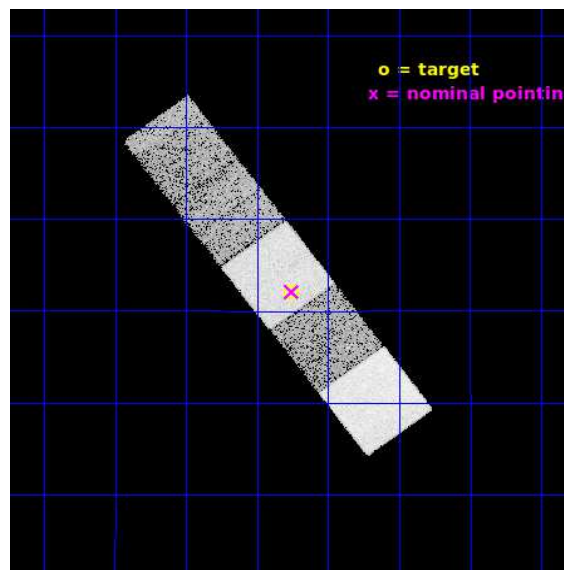 o = target
x = nominal pointin